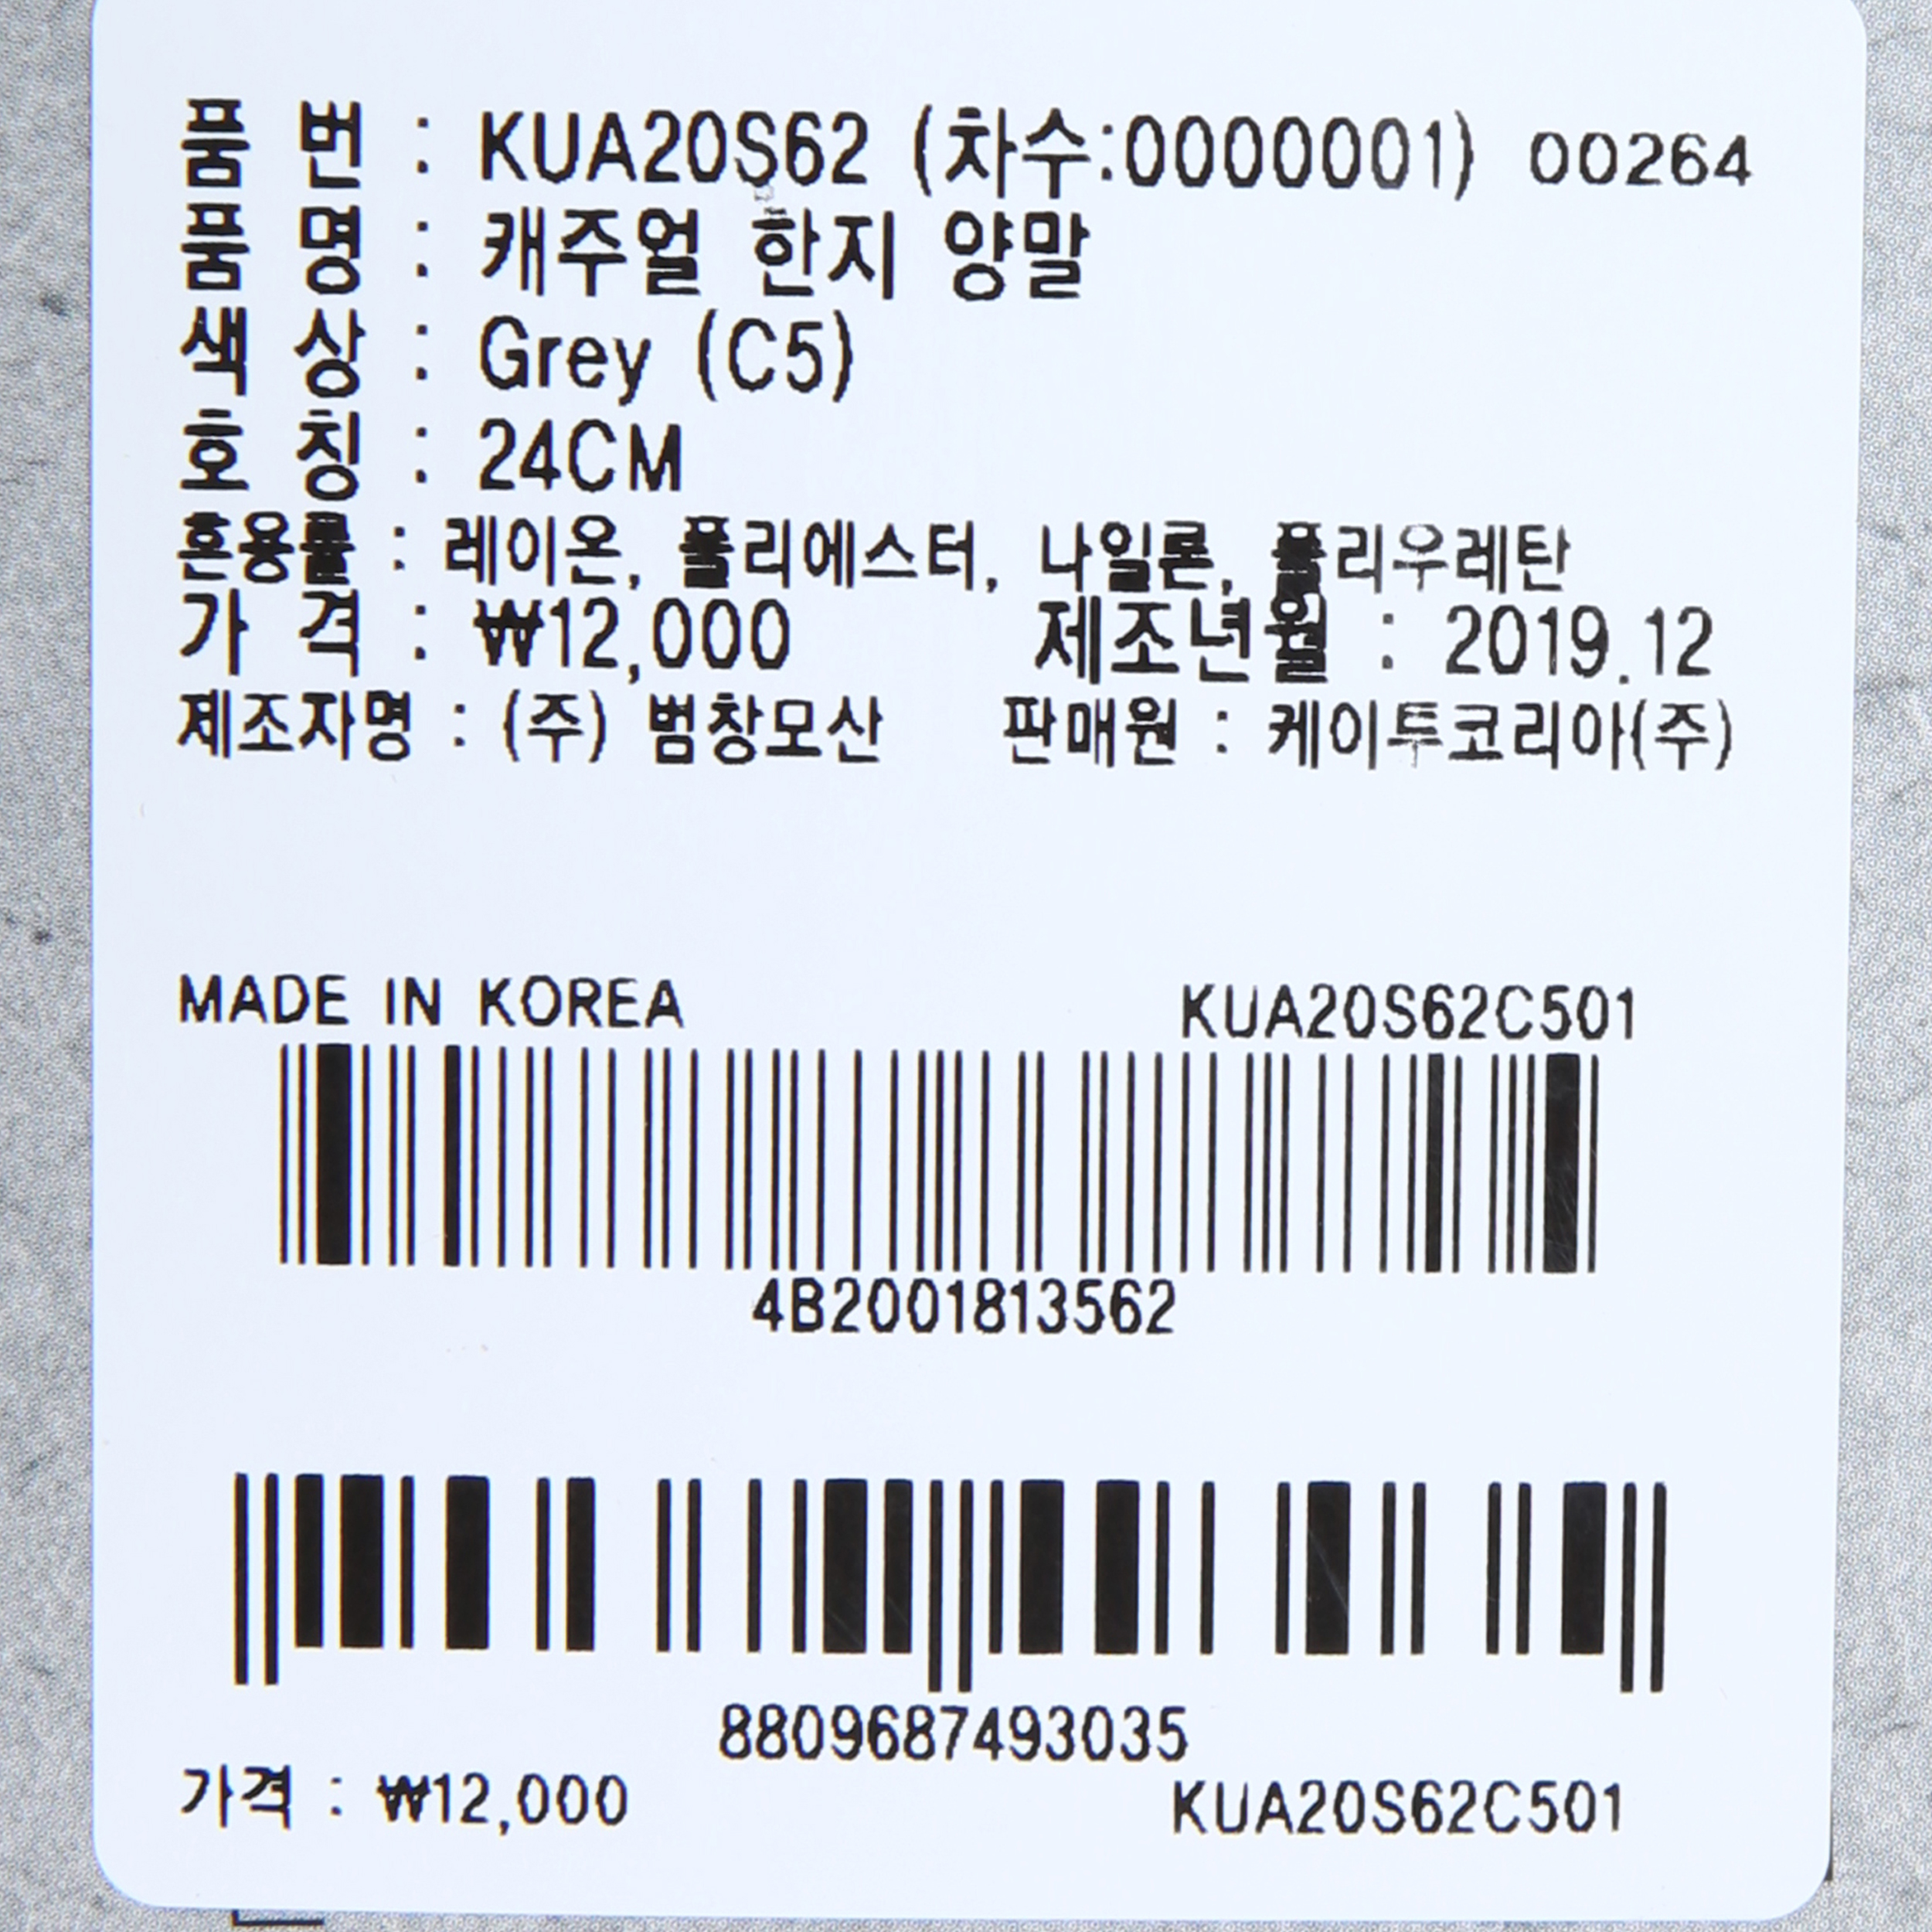 품 번 : KUA20S62 (차수:0000001) 00264
품 명 : 캐주얼 한지 양말
색 상 : Grey (C5)
호 칭 : 24CM
혼용률 : 레이온, 폴리에스터, 나일론, 폴리우레탄
가 격 : ₩12,000 제조년월 : 2019.12
제조자명 : (주) 범창모산 판매원 : 케이투코리아(주)
MADE IN KOREA KUA20S62C501
4B2001813562
8809687493035
가격 : ₩12,000 KUA20S62C501